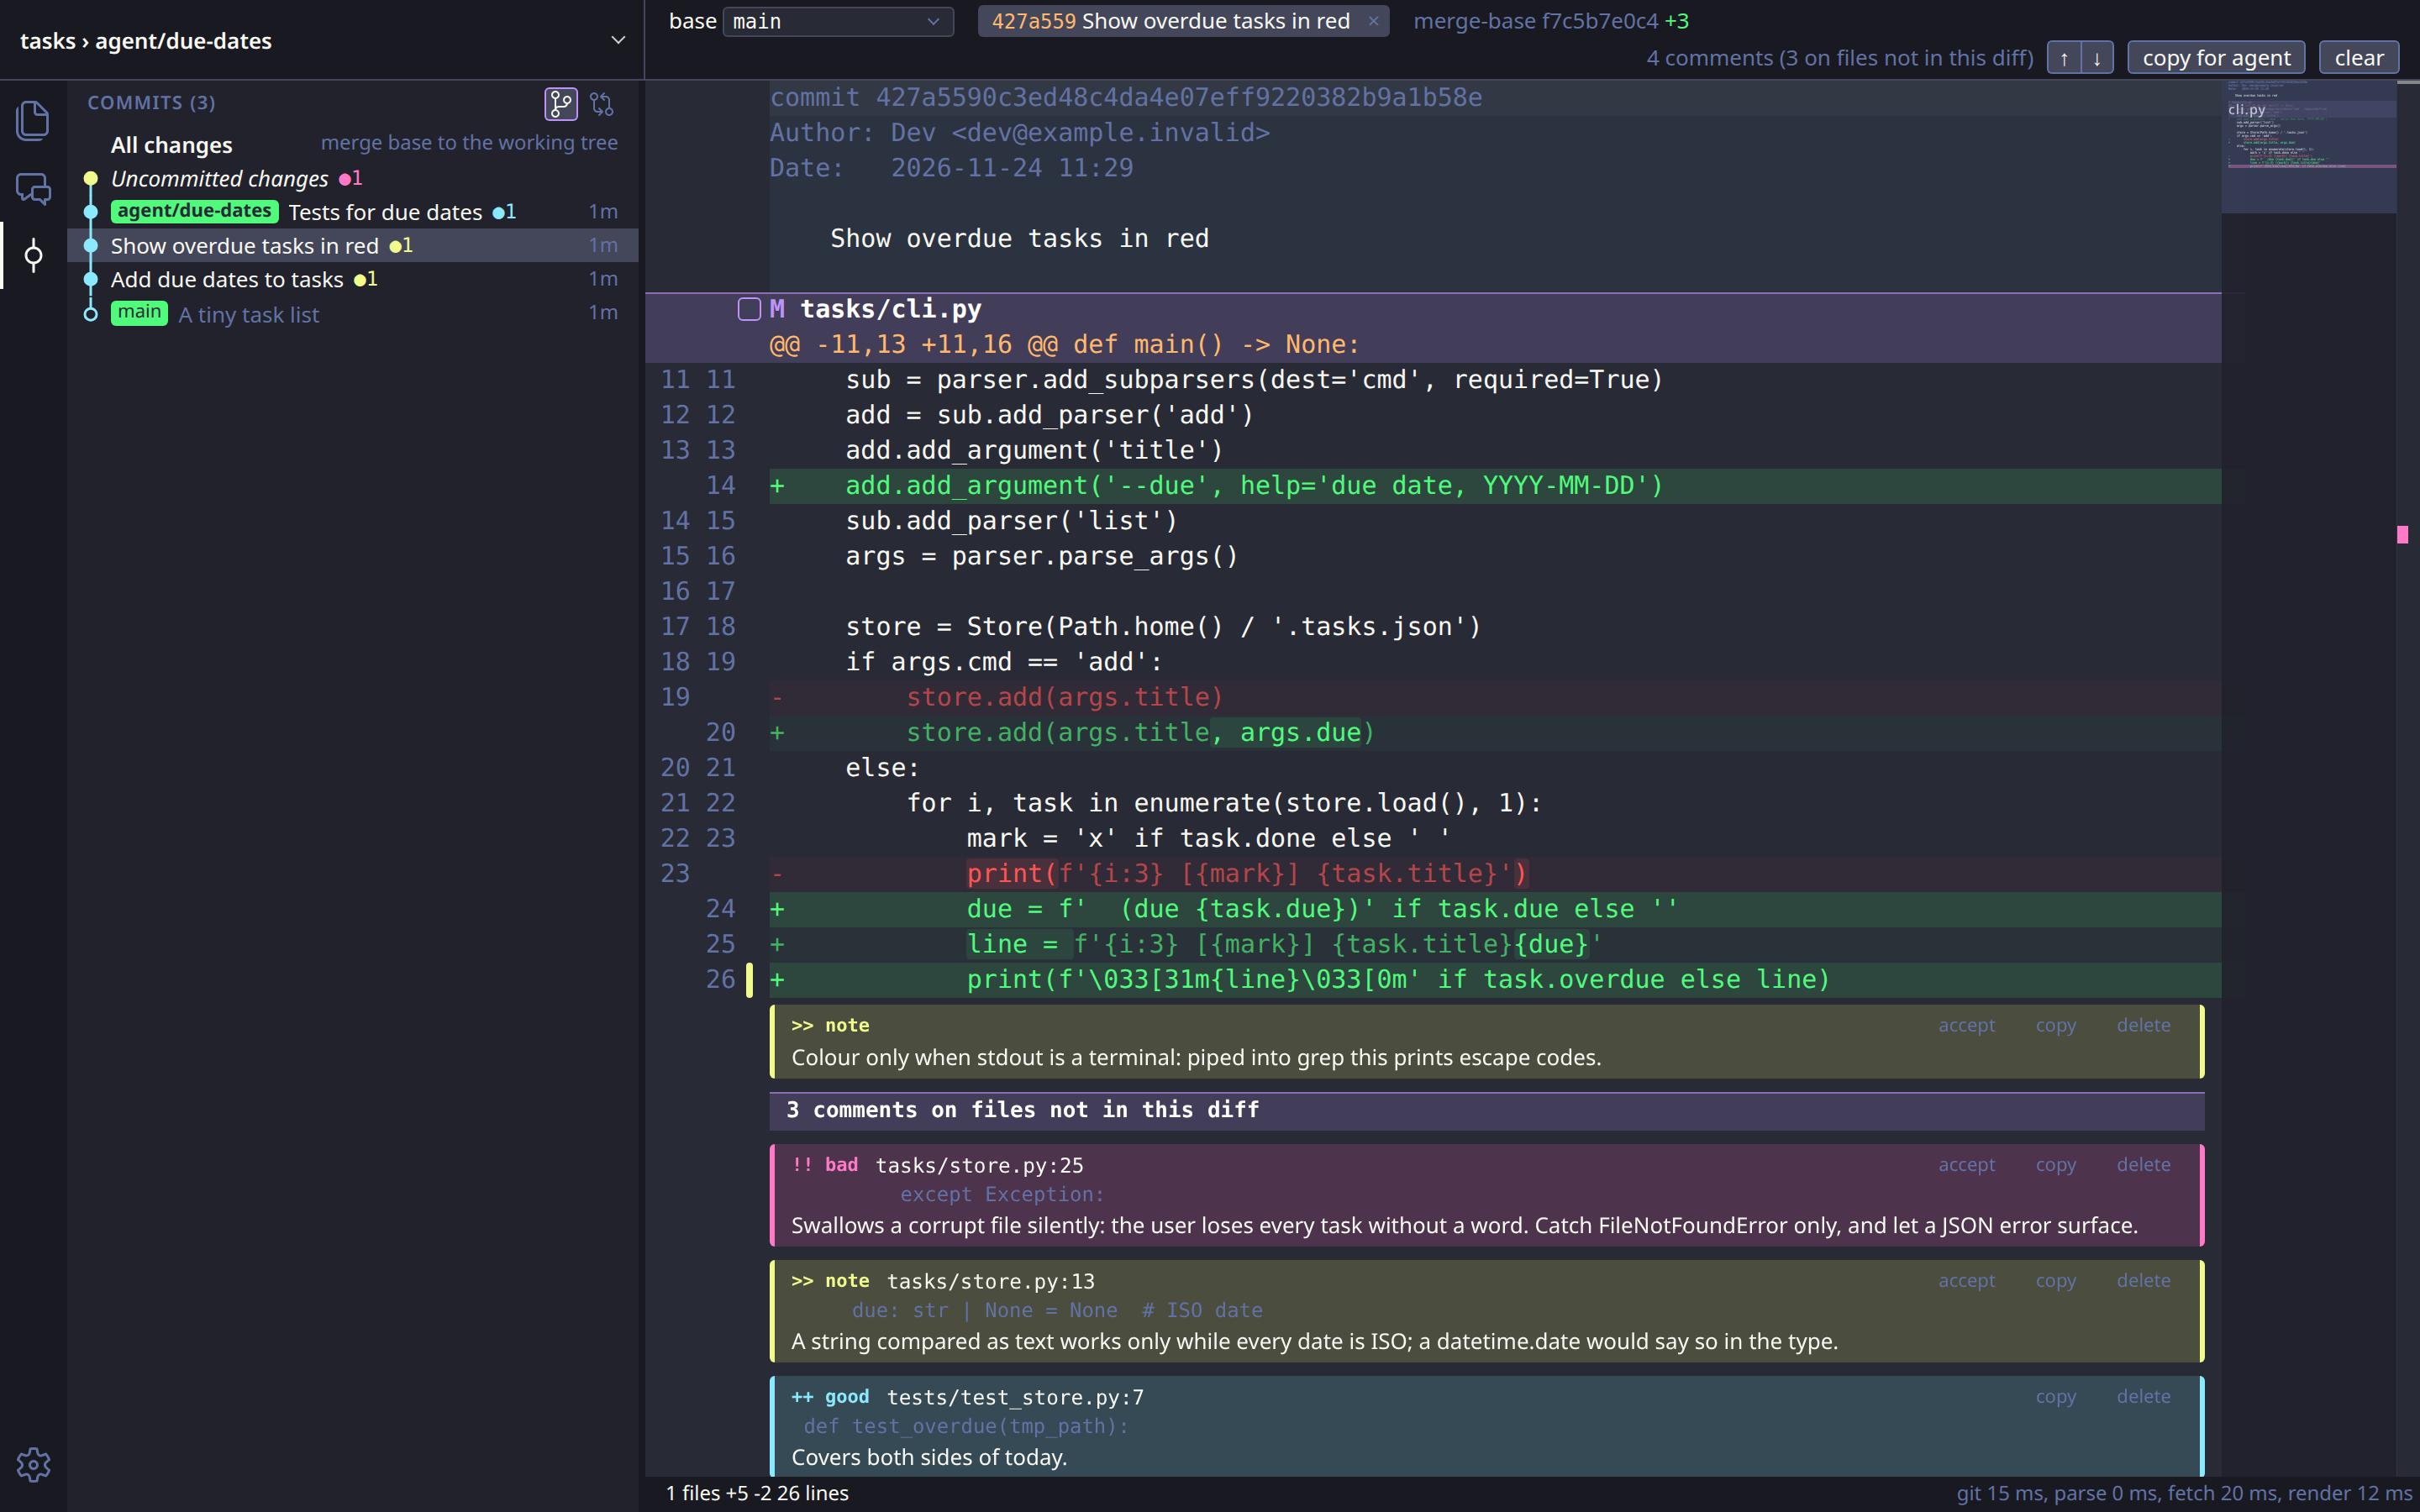 tasks › agent/due-dates
base main 427a559 Show overdue tasks in red × merge-base f7c5b7e0c4 +3
4 comments (3 on files not in this diff) ↑ ↓ copy for agent clear
COMMITS (3)
All changes merge base to the working tree
Uncommitted changes ●1
agent/due-dates Tests for due dates ●1 1m
Show overdue tasks in red ●1 1m
Add due dates to tasks ●1 1m
main A tiny task list 1m
commit 427a5590c3ed48c4da4e07eff9220382b9a1b58e
Author: Dev <dev@example.invalid>
Date:   2026-11-24 11:29
Show overdue tasks in red
M tasks/cli.py
@@ -11,13 +11,16 @@ def main() -> None:
11 11     sub = parser.add_subparsers(dest='cmd', required=True)
12 12     add = sub.add_parser('add')
13 13     add.add_argument('title')
14 +    add.add_argument('--due', help='due date, YYYY-MM-DD')
14 15     sub.add_parser('list')
15 16     args = parser.parse_args()
16 17
17 18     store = Store(Path.home() / '.tasks.json')
18 19     if args.cmd == 'add':
19 -        store.add(args.title)
20 +        store.add(args.title, args.due)
20 21     else:
21 22         for i, task in enumerate(store.load(), 1):
22 23             mark = 'x' if task.done else ' '
23 -            print(f'{i:3} [{mark}] {task.title}')
24 +            due = f'  (due {task.due})' if task.due else ''
25 +            line = f'{i:3} [{mark}] {task.title}{due}'
26 +            print(f'\033[31m{line}\033[0m' if task.overdue else line)
>> note accept copy delete
Colour only when stdout is a terminal: piped into grep this prints escape codes.
3 comments on files not in this diff
!! bad tasks/store.py:25 accept copy delete
except Exception:
Swallows a corrupt file silently: the user loses every task without a word. Catch FileNotFoundError only, and let a JSON error surface.
>> note tasks/store.py:13 accept copy delete
due: str | None = None  # ISO date
A string compared as text works only while every date is ISO; a datetime.date would say so in the type.
++ good tests/test_store.py:7 copy delete
def test_overdue(tmp_path):
Covers both sides of today.
1 files +5 -2 26 lines
git 15 ms, parse 0 ms, fetch 20 ms, render 12 ms
cli.py